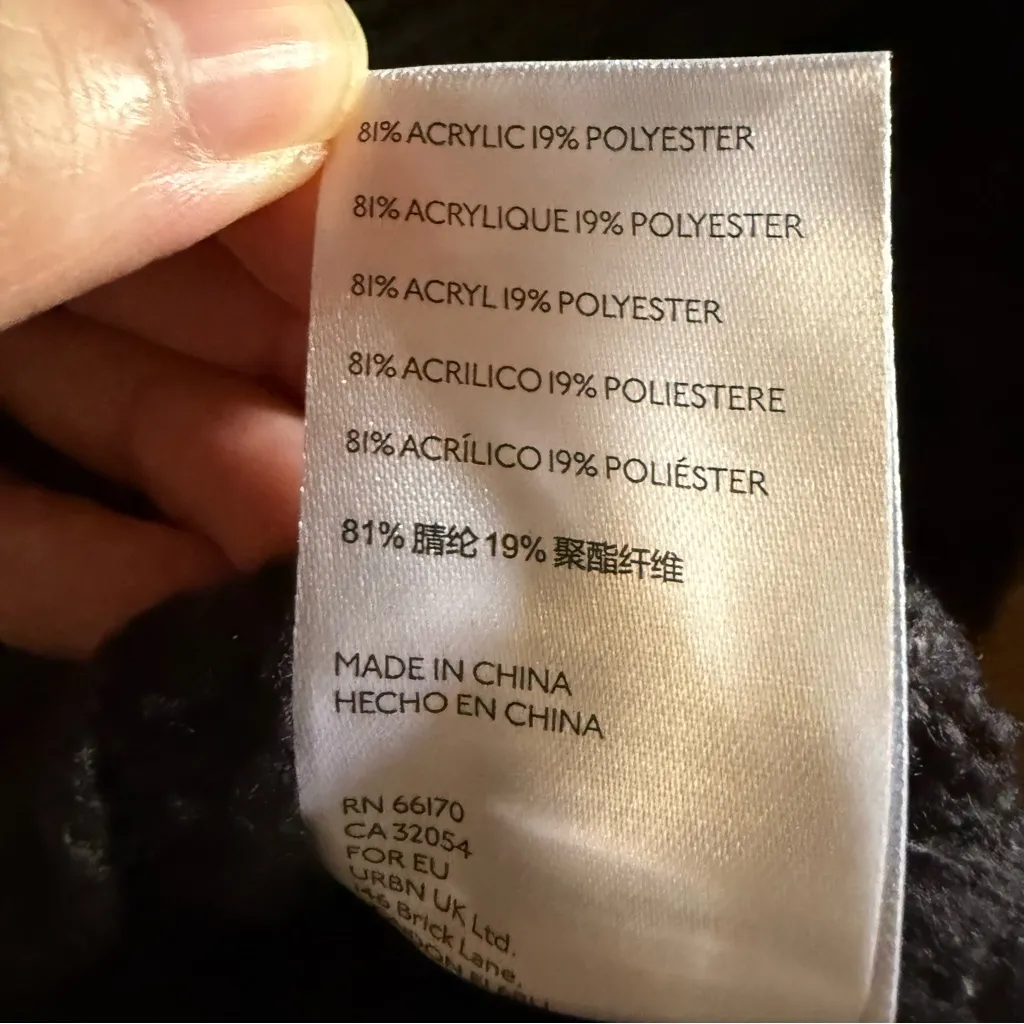 81% ACRYLIC 19% POLYESTER
81% ACRYLIQUE 19% POLYESTER
81% ACRYL 19% POLYESTER
81% ACRILICO 19% POLIESTERE
81% ACRÍLICO 19% POLIÉSTER
81% 腈纶 19% 聚酯纤维
MADE IN CHINA
HECHO EN CHINA
RN 66170
CA 32054
FOR EU
URBN UK Ltd.
146 Brick Lane,
LONDON